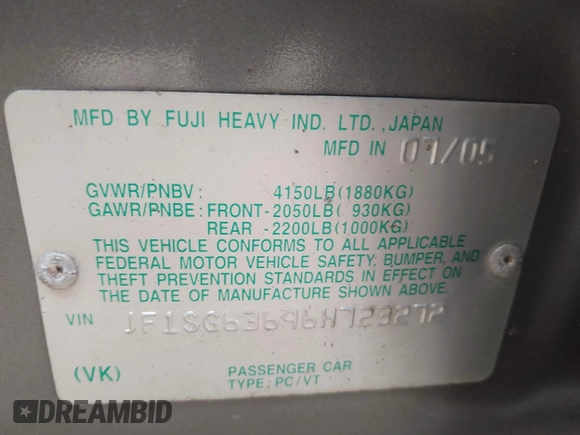 MFD BY FUJI HEAVY IND. LTD. JAPAN
MFD IN 07/05
GVWR/PNBV: 4150LB(1880KG)
GAWR/PNBE: FRONT-2050LB( 930KG)
REAR -2200LB(1000KG)
THIS VEHICLE CONFORMS TO ALL APPLICABLE
FEDERAL MOTOR VEHICLE SAFETY, BUMPER, AND
THEFT PREVENTION STANDARDS IN EFFECT ON
THE DATE OF MANUFACTURE SHOWN ABOVE.
VIN
(VK)
PASSENGER CAR
TYPE; PC/VT
DREAMBID